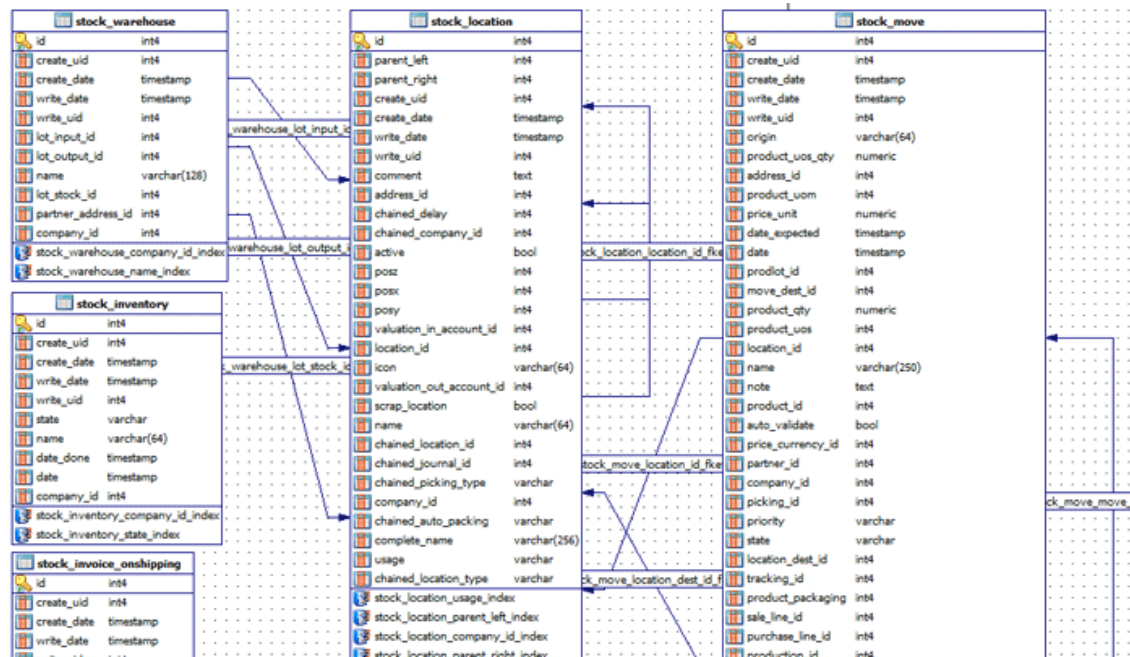 stock_warehouse
id int4
create_uid int4
create_date timestamp
write_date timestamp
write_uid int4
lot_input_id int4
lot_output_id int4
name varchar(128)
lot_stock_id int4
partner_address_id int4
company_id int4
stock_warehouse_company_id_index
stock_warehouse_name_index
stock_inventory
id int4
create_uid int4
create_date timestamp
write_date timestamp
write_uid int4
state varchar
name varchar(64)
date_done timestamp
date timestamp
company_id int4
stock_inventory_company_id_index
stock_inventory_state_index
stock_invoice_onshipping
id int4
create_uid int4
create_date timestamp
write_date timestamp
_warehouse_lot_input_id
warehouse_lot_output_i
_warehouse_lot_stock_id
stock_location
id int4
parent_left int4
parent_right int4
create_uid int4
create_date timestamp
write_date timestamp
write_uid int4
comment text
address_id int4
chained_delay int4
chained_company_id int4
active bool
posz int4
posx int4
posy int4
valuation_in_account_id int4
location_id int4
icon varchar(64)
valuation_out_account_id int4
scrap_location bool
name varchar(64)
chained_location_id int4
chained_journal_id int4
chained_picking_type varchar
company_id int4
chained_auto_packing varchar
complete_name varchar(256)
usage varchar
chained_location_type varchar
stock_location_usage_index
stock_location_parent_left_index
stock_location_company_id_index
stock_location_parent_right_index
ck_location_location_id_fke
tock_move_location_id_fke
ck_move_location_dest_id_f
stock_move
id int4
create_uid int4
create_date timestamp
write_date timestamp
write_uid int4
origin varchar(64)
product_uos_qty numeric
address_id int4
product_uom int4
price_unit numeric
date_expected timestamp
date timestamp
prodlot_id int4
move_dest_id int4
product_qty numeric
product_uos int4
location_id int4
name varchar(250)
note text
product_id int4
auto_validate bool
price_currency_id int4
partner_id int4
company_id int4
picking_id int4
priority varchar
state varchar
location_dest_id int4
tracking_id int4
product_packaging int4
sale_line_id int4
purchase_line_id int4
production_id int4
ck_move_move_